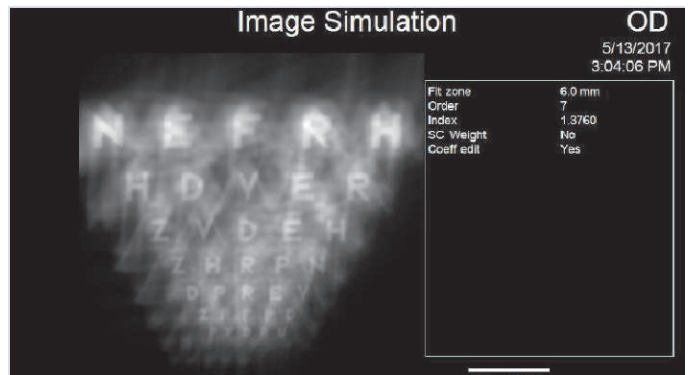 Image Simulation OD
5/13/2017
3:04:06 PM
Fit zone 6.0 mm
Order 7
Index 1.3760
SC Weight No
Coeff edit Yes
N E F R H
H D V E R
Z V D E H
Z H R P N
D P R E V